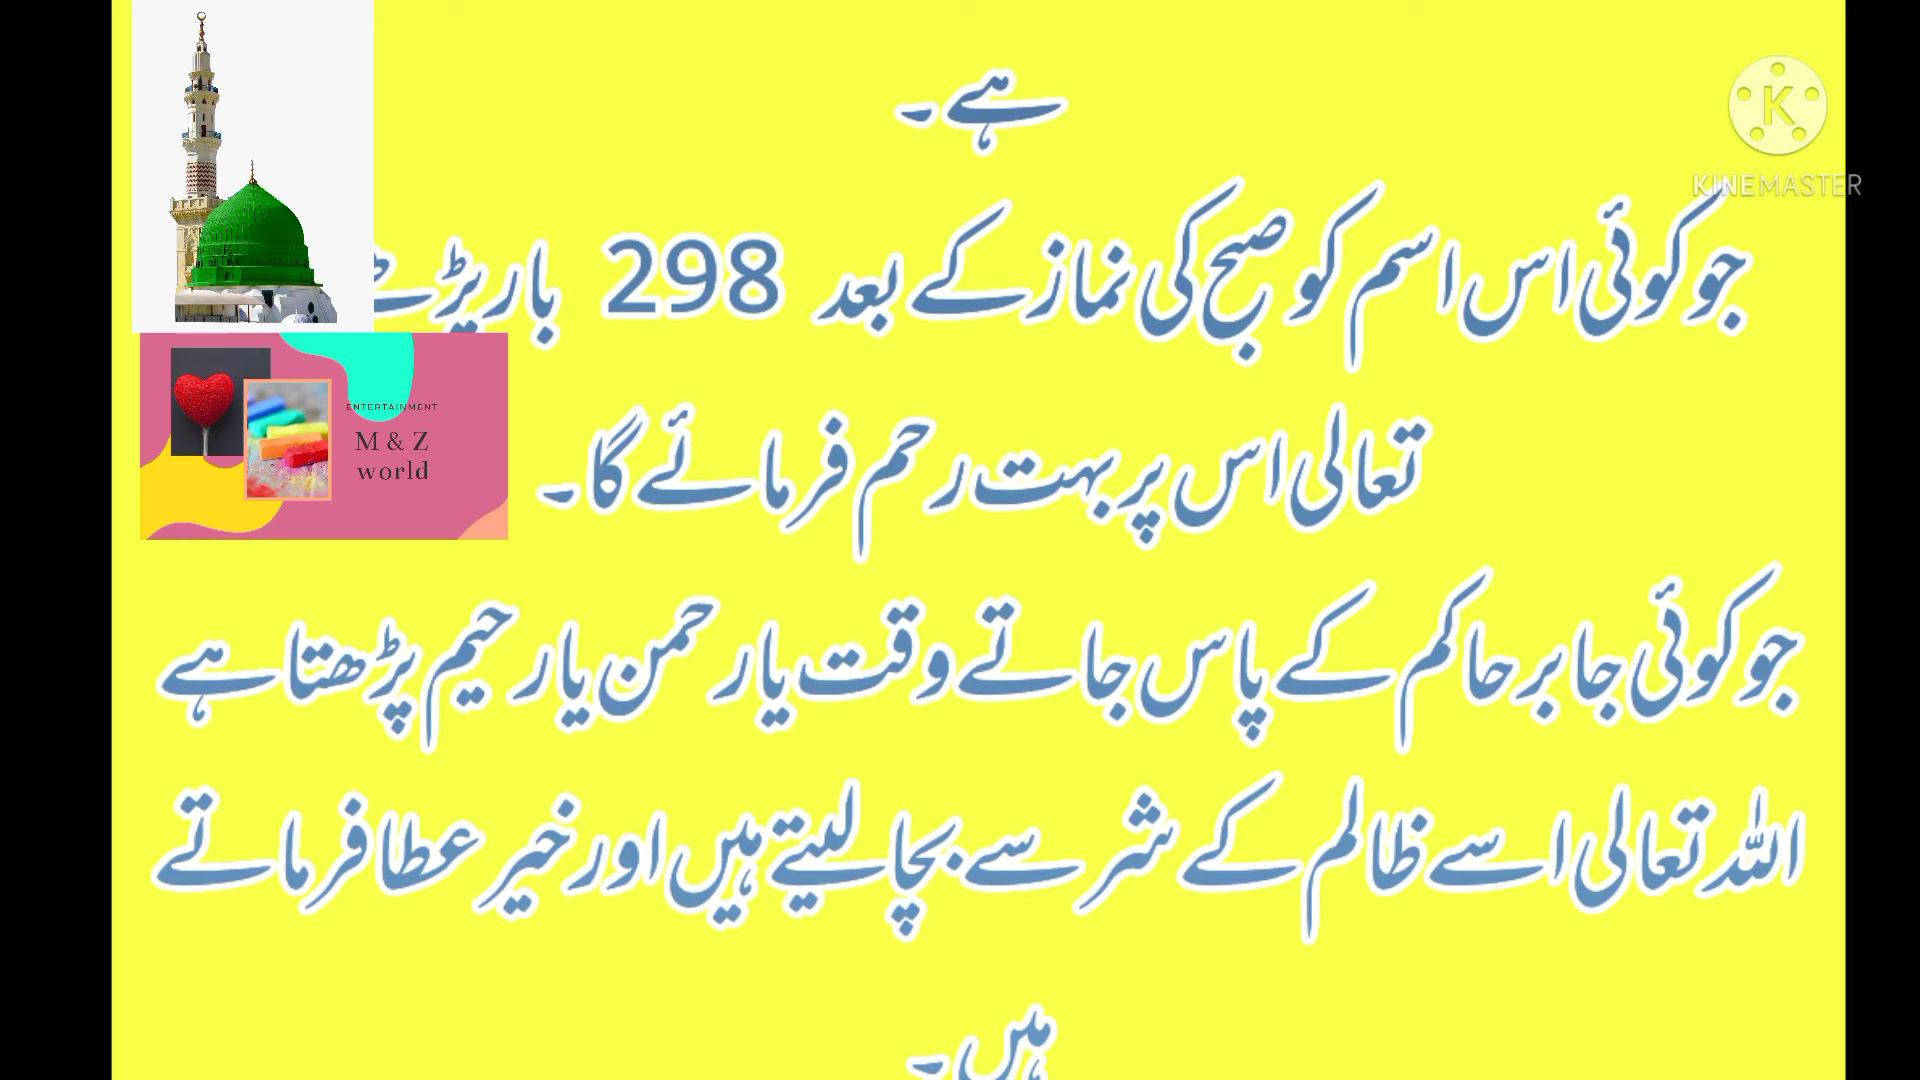 ہے۔
جو کوئی اس اسم کو صبح کی نماز کے بعد 298 بار
تعالی اس پر بہت رحم فرمائے گا۔
جو کوئی جابر حاکم کے پاس جاتے وقت یا رحمن یا رحیم پڑھتا ہے
اللہ تعالی اسے ظالم کے شر سے بچا لیتے ہیں اور خیر عطا فرماتے
ہیں۔
KINEMASTER
ENTERTAINMENT
M & Z
world